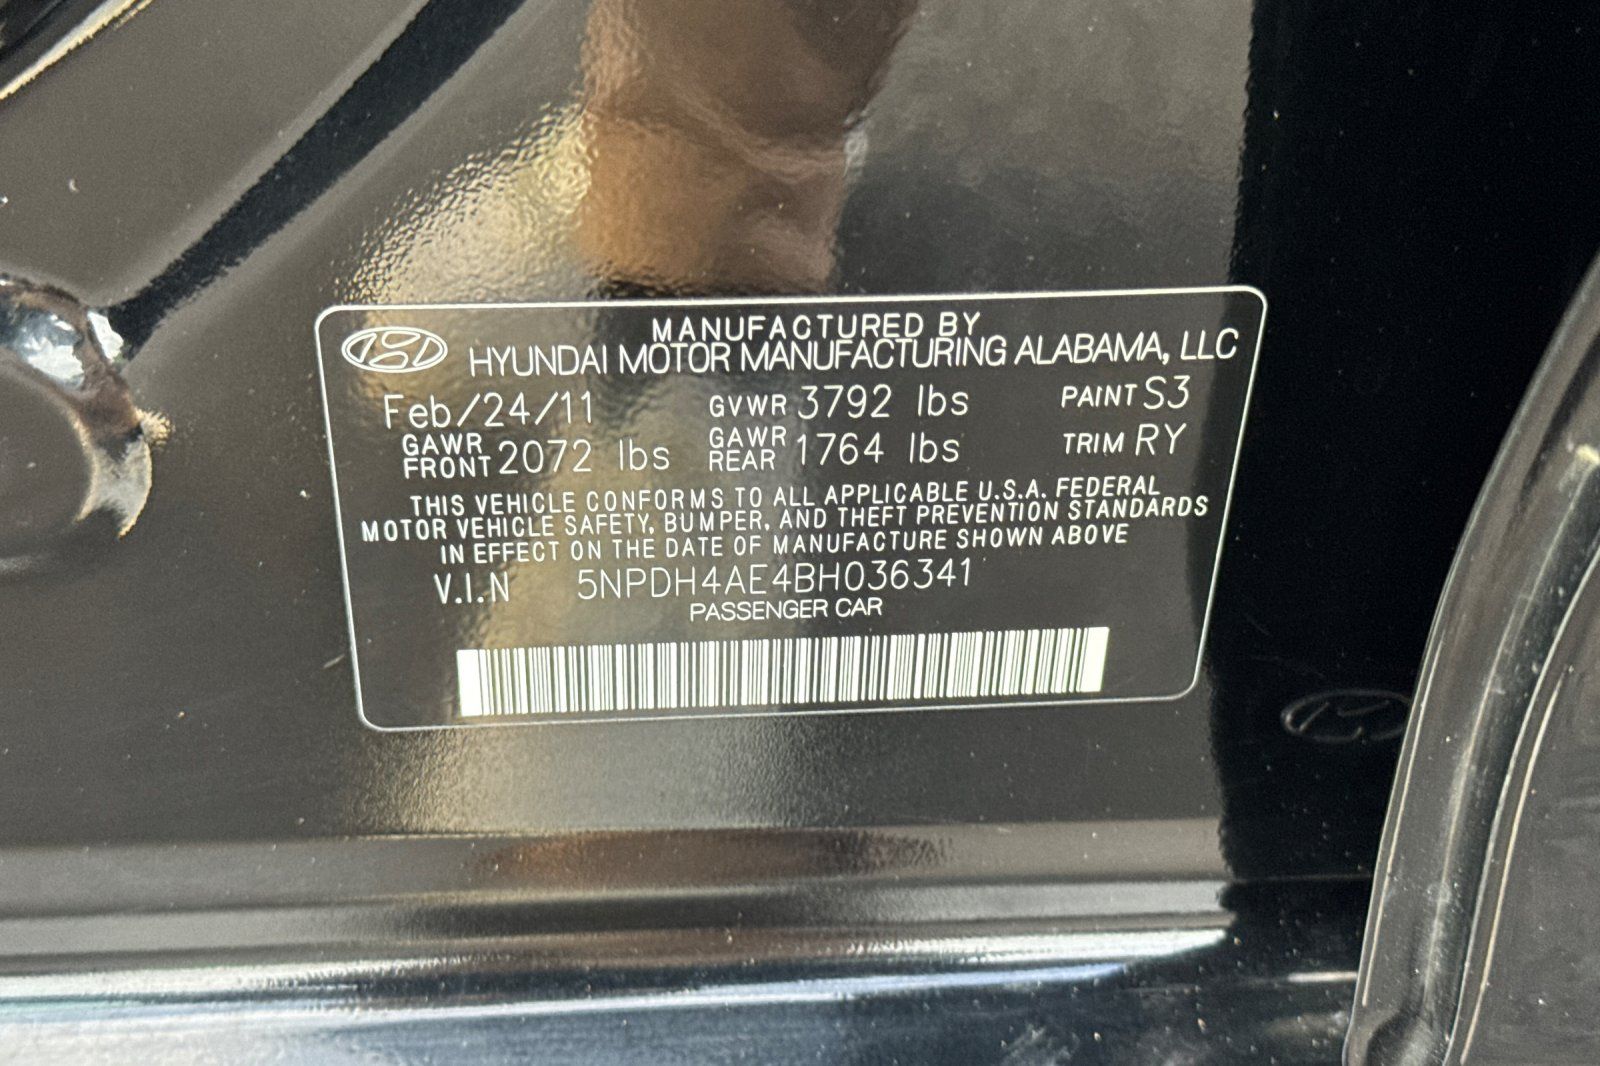 MANUFACTURED BY
HYUNDAI MOTOR MANUFACTURING ALABAMA, LLC
Feb/24/11 GVWR 3792 lbs PAINT S3
GAWR FRONT 2072 lbs GAWR REAR 1764 lbs TRIM RY
THIS VEHICLE CONFORMS TO ALL APPLICABLE U.S.A. FEDERAL
MOTOR VEHICLE SAFETY, BUMPER, AND THEFT PREVENTION STANDARDS
IN EFFECT ON THE DATE OF MANUFACTURE SHOWN ABOVE
V.I.N 5NPDH4AE4BH036341
PASSENGER CAR